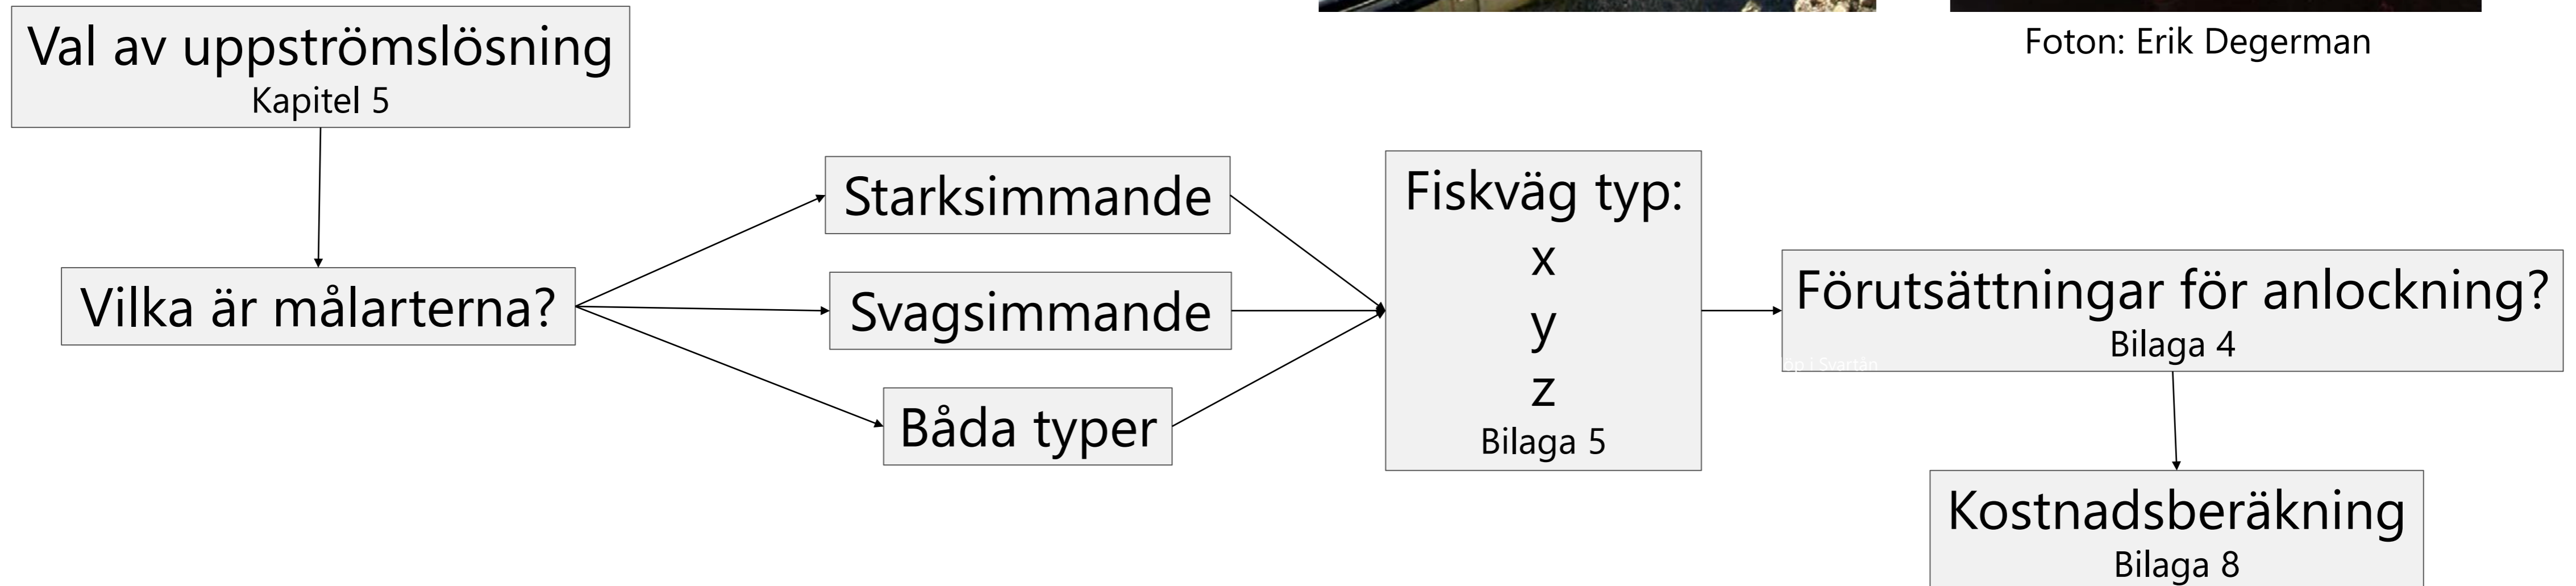 Foton: Erik Degerman
Val av uppströmslösning
Kapitel 5
Vilka är målarterna?
Starksimmande
Svagsimmande
Båda typer
Fiskväg typ:
x
y
z
Bilaga 5
Förutsättningar för anlockning?
Bilaga 4
i Svartån
Kostnadsberäkning
Bilaga 8